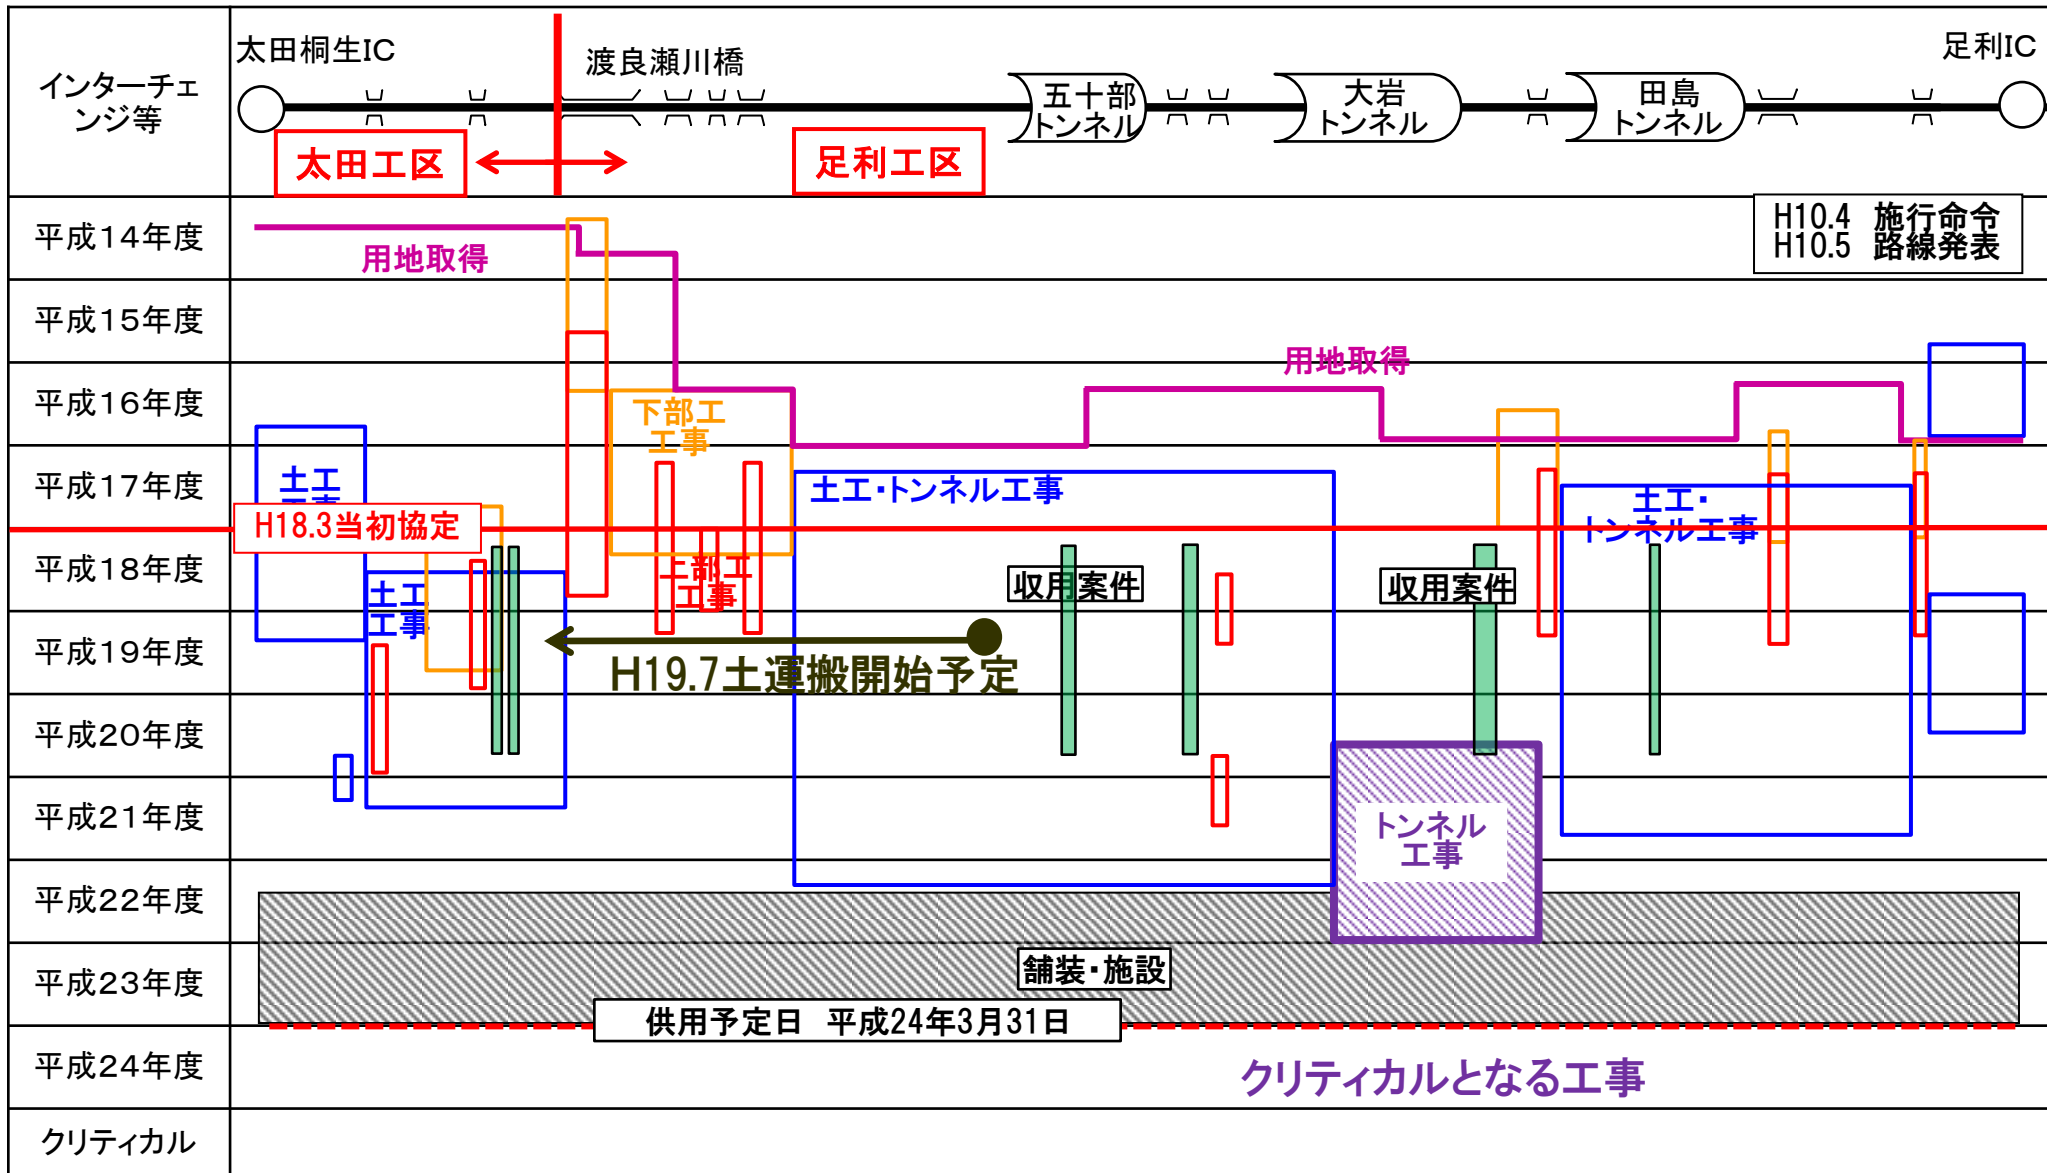 インターチェ
ンジ等
太田桐生IC
渡良瀬川橋
五十部
トンネル
大岩
トンネル
田島
トンネル
足利IC
太田工区
足利工区
H10.4 施行命令
H10.5 路線発表
平成14年度
用地取得
平成15年度
用地取得
平成16年度
下部工
工事
平成17年度
土工
工事
土工・トンネル工事
土工・
トンネル工事
H18.3当初協定
平成18年度
土工
工事
上部工
工事
収用案件
収用案件
平成19年度
H19.7土運搬開始予定
平成20年度
平成21年度
トンネル
工事
平成22年度
平成23年度
舗装・施設
供用予定日 平成24年3月31日
平成24年度
クリティカルとなる工事
クリティカル